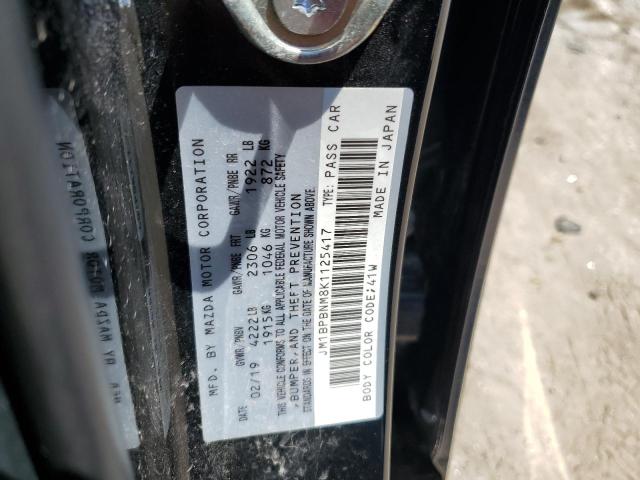 MFD. BY MAZDA MOTOR CORPORATION
GVWR/PNBV GAWR/PNBE FRT GAWR/PNBE RR
DATE 02/19 4222LB 2306 LB 1922 LB
1915KG 1046 KG 872 KG
THIS VEHICLE CONFORMS TO ALL APPLICABLE FEDERAL MOTOR VEHICLE SAFETY
,BUMPER,AND THEFT PREVENTION
STANDARDS IN EFFECT ON THE DATE OF MANUFACTURE SHOWN ABOVE.
JM1BPBNM8K1125417 TYPE: PASS CAR
BODY COLOR CODE;41W MADE IN JAPAN